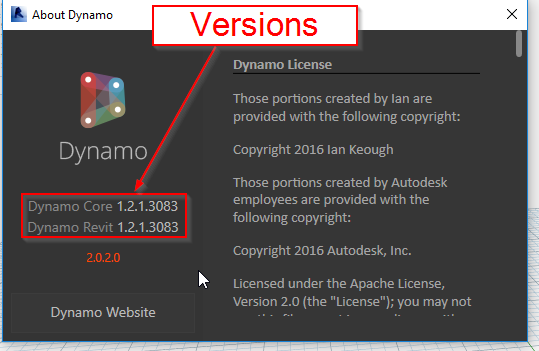 About Dynamo
Versions
Dynamo
Dynamo Core 1.2.1.3083
Dynamo Revit 1.2.1.3083
2.0.2.0
Dynamo Website
Dynamo License
Those portions created by Ian are
provided with the following copyright:
Copyright 2016 Ian Keough
Those portions created by Autodesk
employees are provided with the
following copyright:
Copyright 2016 Autodesk, Inc.
Licensed under the Apache License,
Version 2.0 (the "License"); you may not